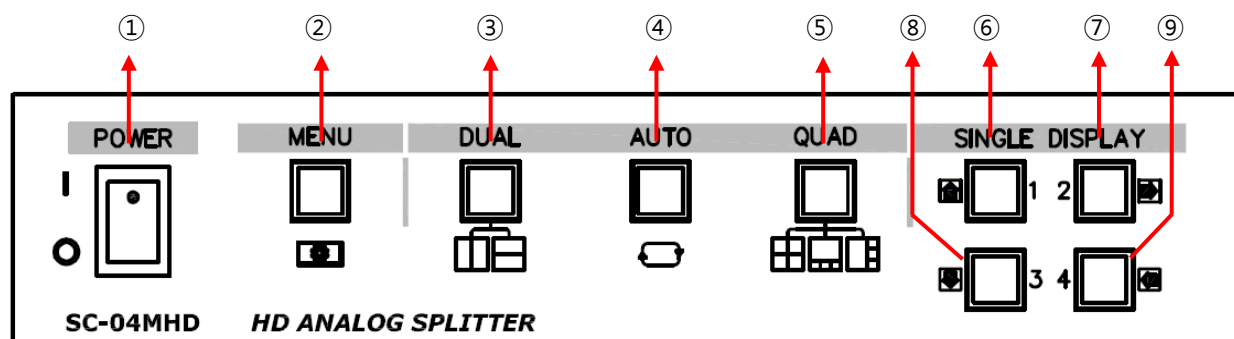 ① ② ③ ④ ⑤ ⑧ ⑥ ⑦ ⑨
POWER MENU DUAL AUTO QUAD SINGLE DISPLAY
1 2
3 4
SC-04MHD HD ANALOG SPLITTER